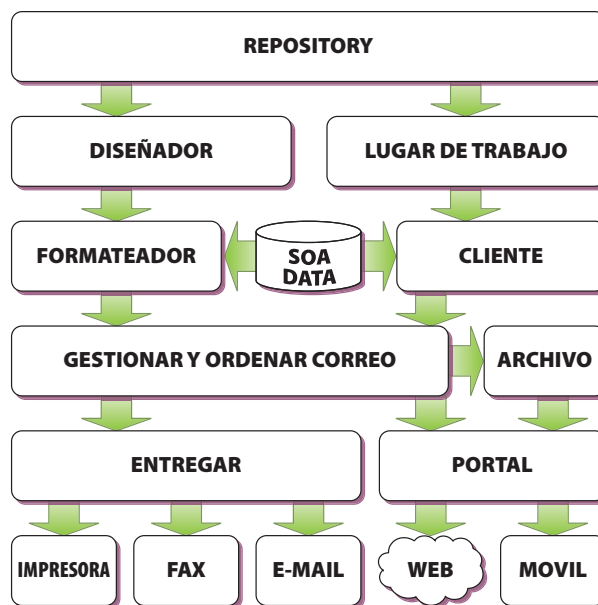 REPOSITORY
DISEÑADOR
LUGAR DE TRABAJO
FORMATEADOR
SOA
DATA
CLIENTE
GESTIONAR Y ORDENAR CORREO
ARCHIVO
ENTREGAR
PORTAL
IMPRESORA
FAX
E-MAIL
WEB
MOVIL